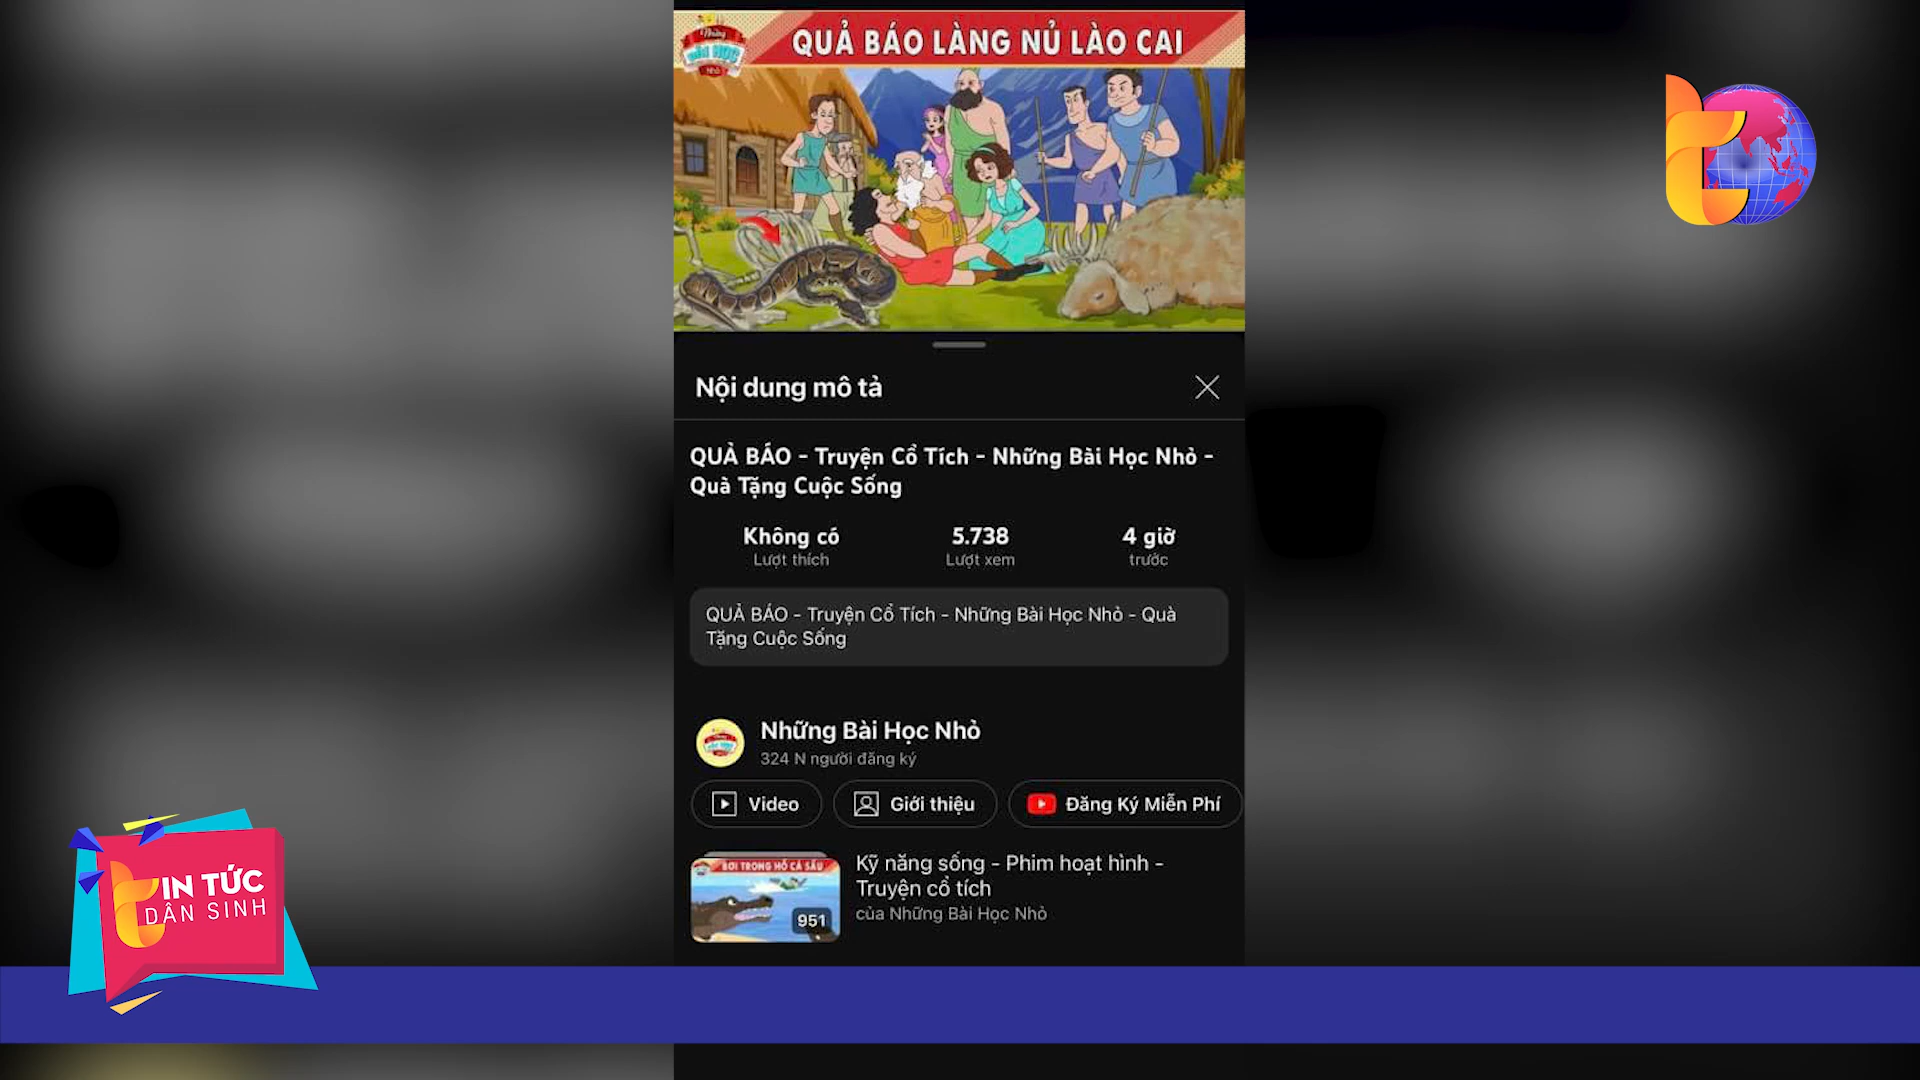 Những
BÀI HỌC
Nhỏ
QUẢ BÁO LÀNG NỦ LÀO CAI
Nội dung mô tả
QUẢ BÁO - Truyện Cổ Tích - Những Bài Học Nhỏ -
Quà Tặng Cuộc Sống
Không có
Lượt thích
5.738
Lượt xem
4 giờ
trước
QUẢ BÁO - Truyện Cổ Tích - Những Bài Học Nhỏ - Quà
Tặng Cuộc Sống
Những Bài Học Nhỏ
324 N người đăng ký
Video
Giới thiệu
Đăng Ký Miễn Phí
BƠI TRONG HỒ CÁ SẤU
951
Kỹ năng sống - Phim hoạt hình -
Truyện cổ tích
của Những Bài Học Nhỏ
TIN TỨC
DÂN SINH